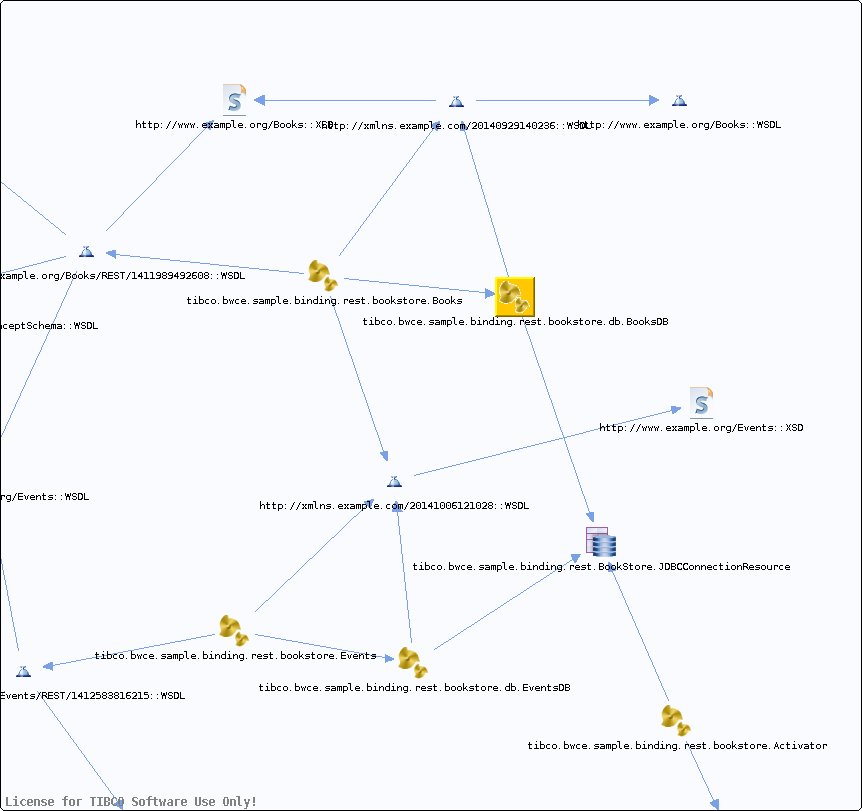 http://www.example.org/Books::XSD
http://xmlns.example.com/20140929140236::WSDL
http://www.example.org/Books::WSDL
xample.org/Books/REST/1411989492608::WSDL
tibco.bwce.sample.binding.rest.bookstore.Books
tibco.bwce.sample.binding.rest.bookstore.db.BooksDB
ceptSchema::WSDL
http://www.example.org/Events::XSD
rg/Events::WSDL
http://xmlns.example.com/20141006121028::WSDL
tibco.bwce.sample.binding.rest.BookStore.JDBCConnectionResource
tibco.bwce.sample.binding.rest.bookstore.Events
tibco.bwce.sample.binding.rest.bookstore.db.EventsDB
Events/REST/1412583816215::WSDL
tibco.bwce.sample.binding.rest.bookstore.Activator
License for TIBCO Software Use Only!